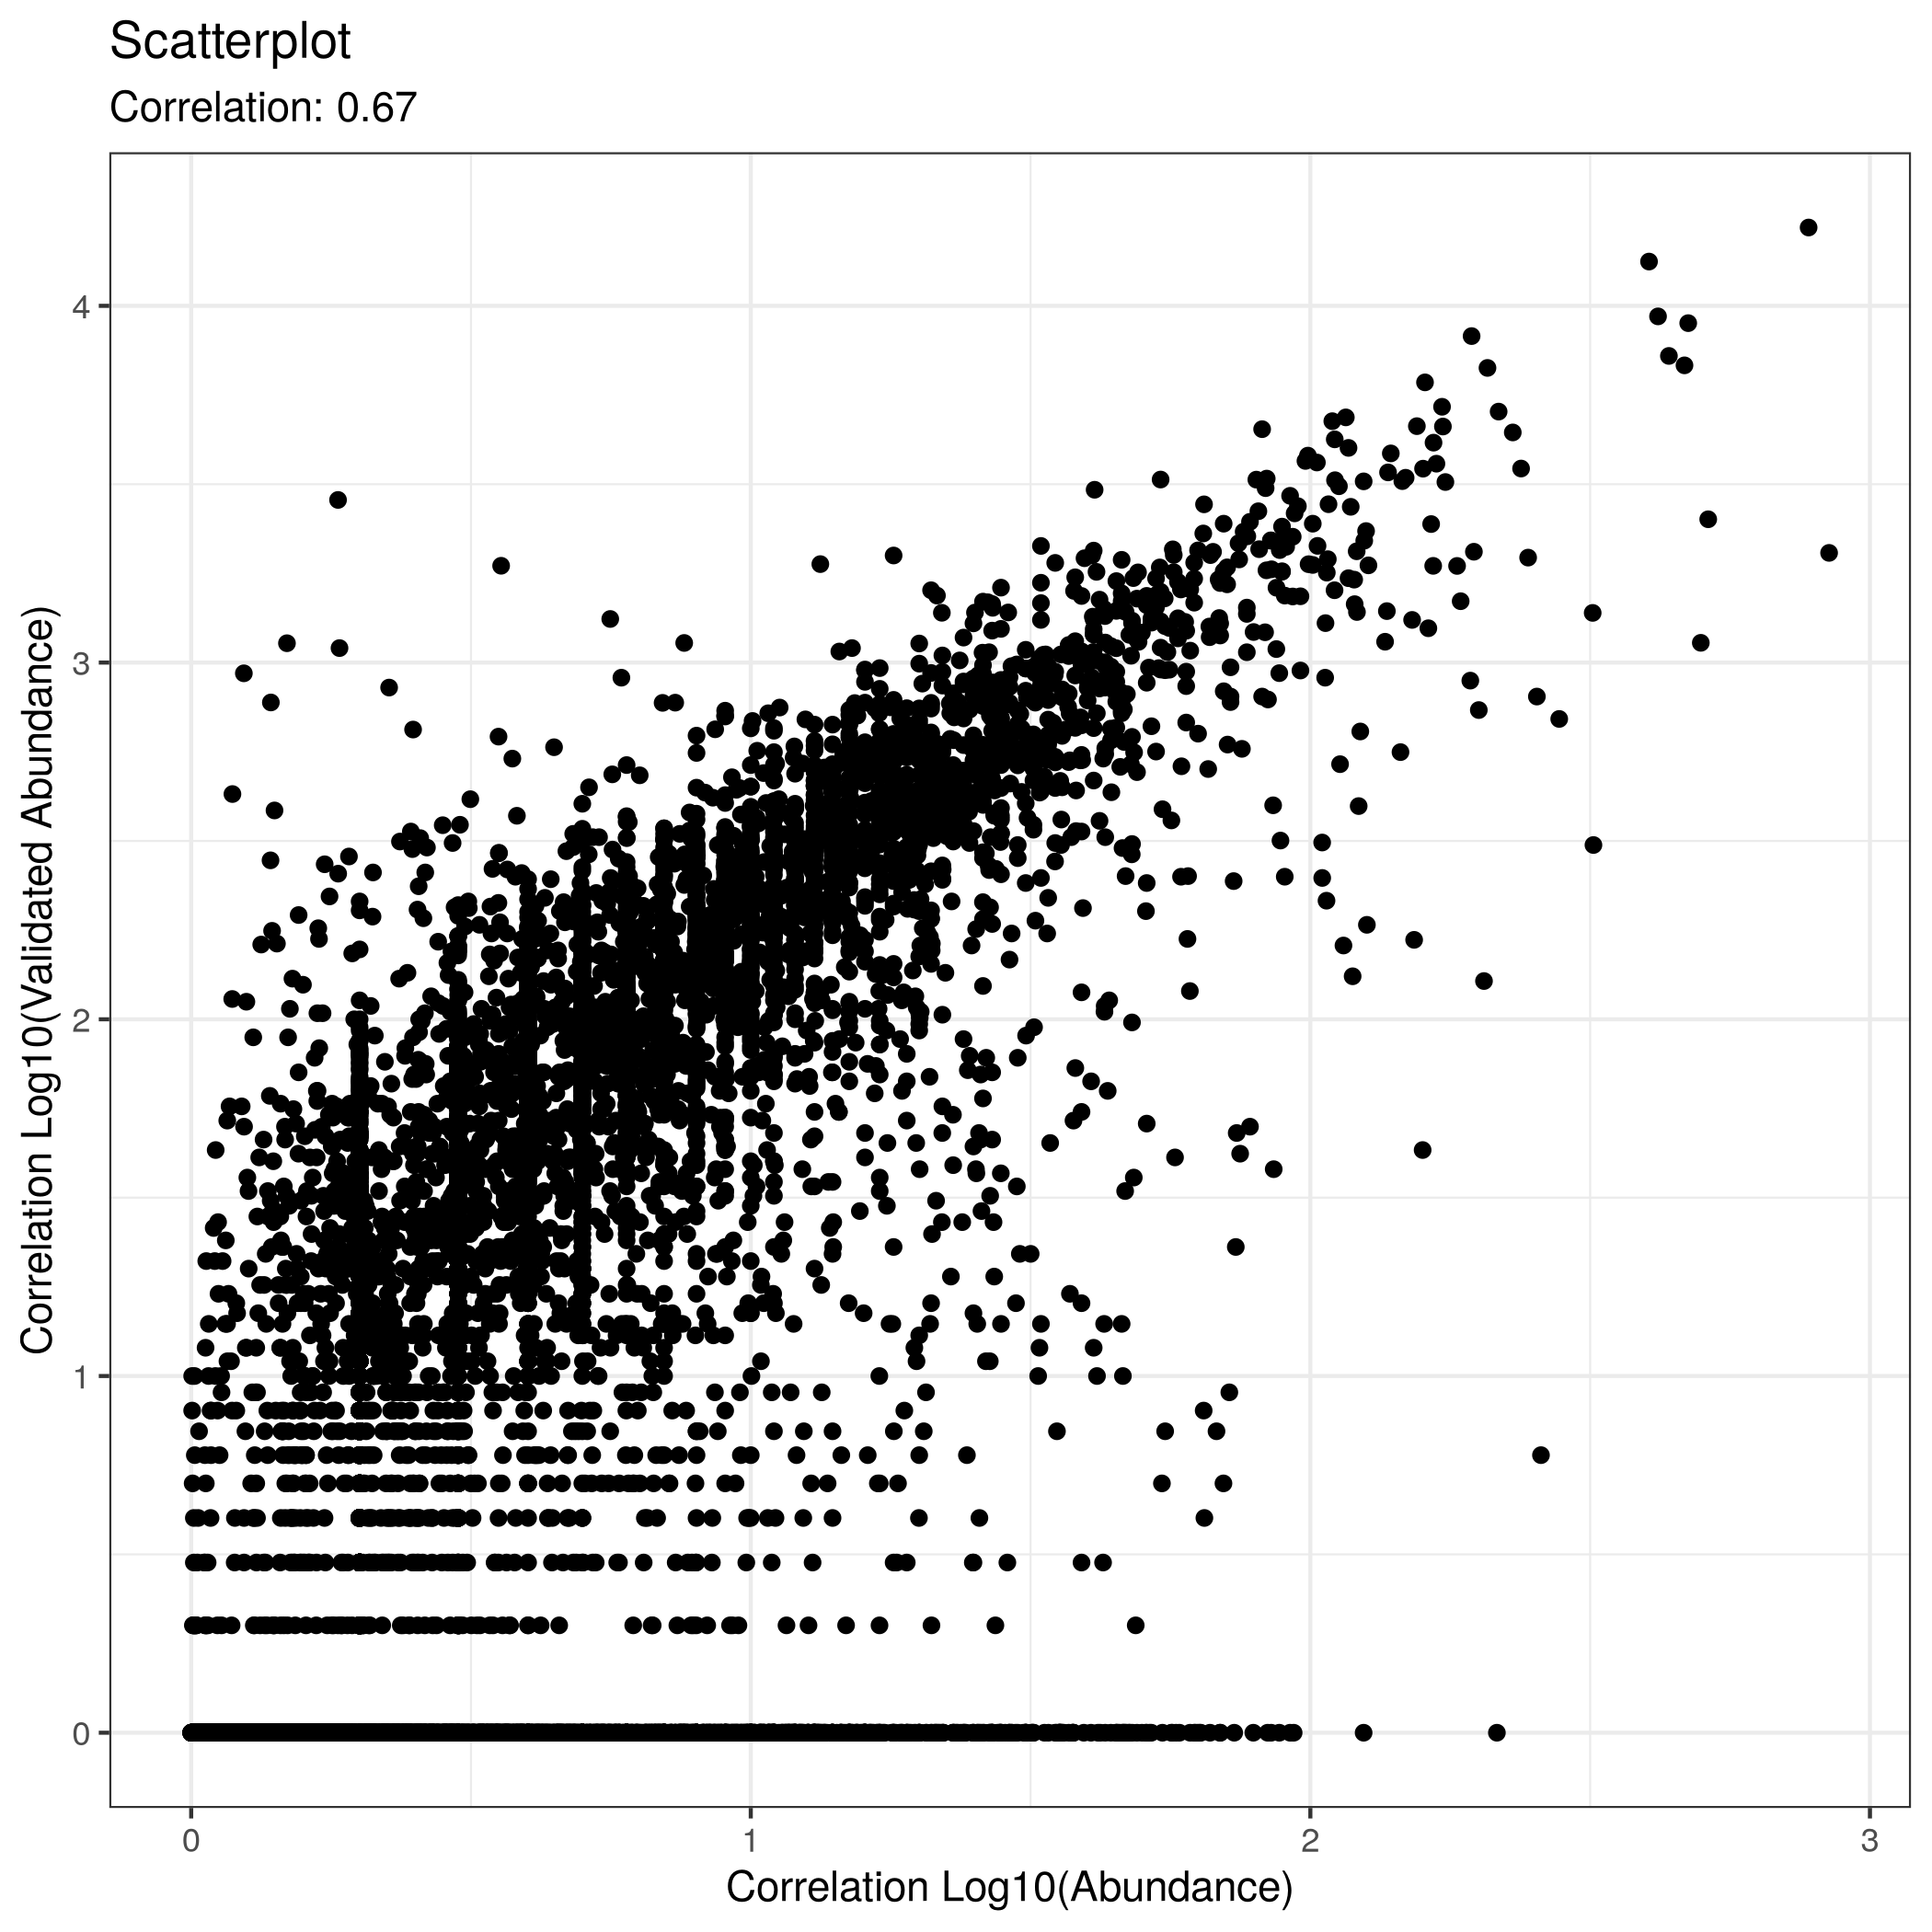 Scatterplot
Correlation: 0.67
Correlation Log10(Validated Abundance)
4
3
2
1
0
0 1 2 3
Correlation Log10(Abundance)